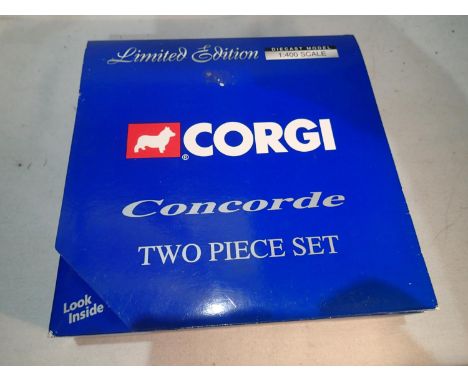 Limited Edition
DIECAST MODEL
1:400 SCALE
® CORGI
Concorde
TWO PIECE SET
Look
Inside